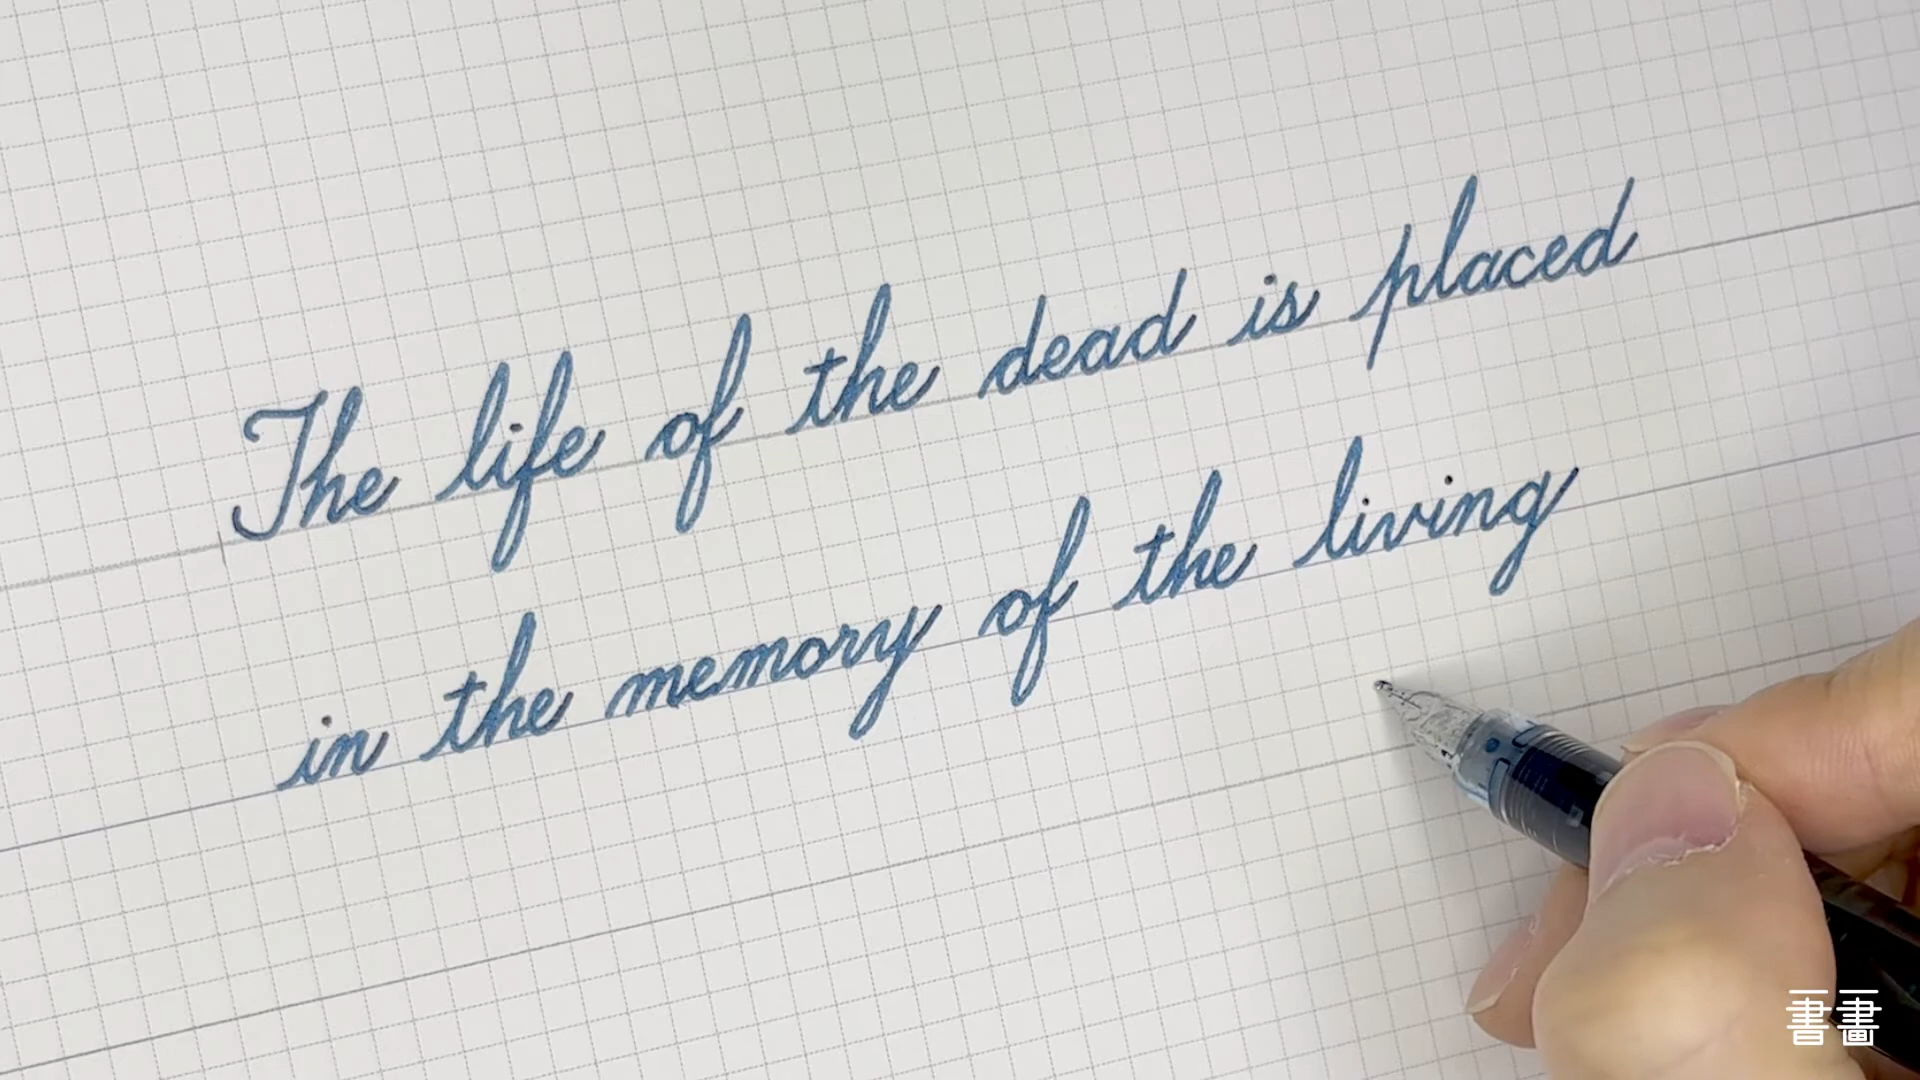 The life of the dead is placed
in the memory of the living
書畫